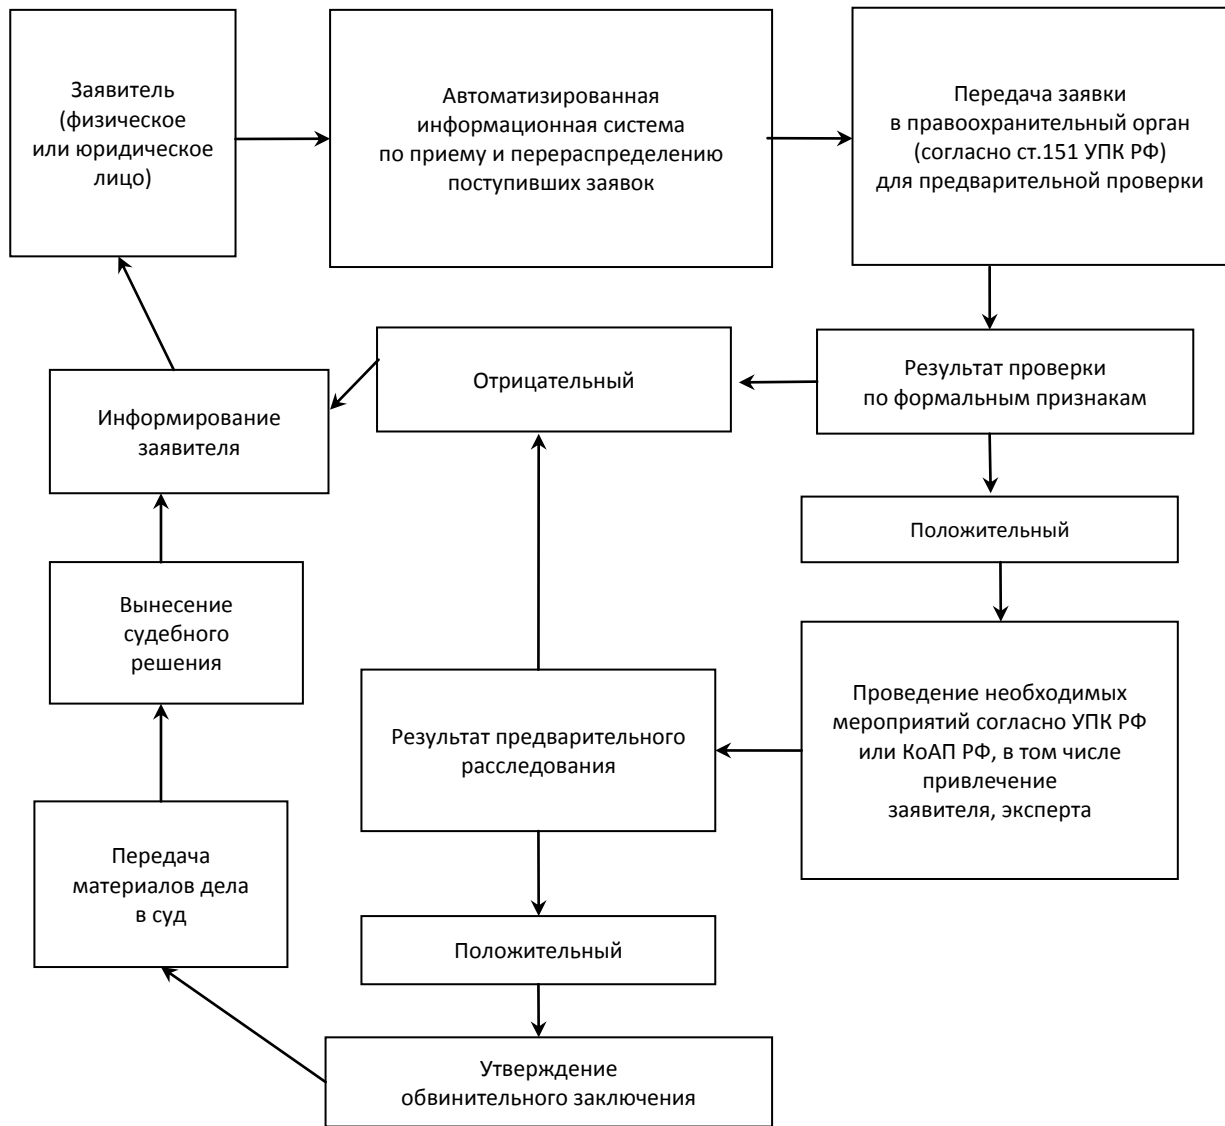 Заявитель
(физическое
или юридическое
лицо)
Автоматизированная
информационная система
по приему и перераспределению
поступивших заявок
Передача заявки
в правоохранительный орган
(согласно ст.151 УПК РФ)
для предварительной проверки
Результат проверки
по формальным признакам
Отрицательный
Информирование
заявителя
Положительный
Вынесение
судебного
решения
Проведение необходимых
мероприятий согласно УПК РФ
или КоАП РФ, в том числе
привлечение
заявителя, эксперта
Результат предварительного
расследования
Передача
материалов дела
в суд
Положительный
Утверждение
обвинительного заключения